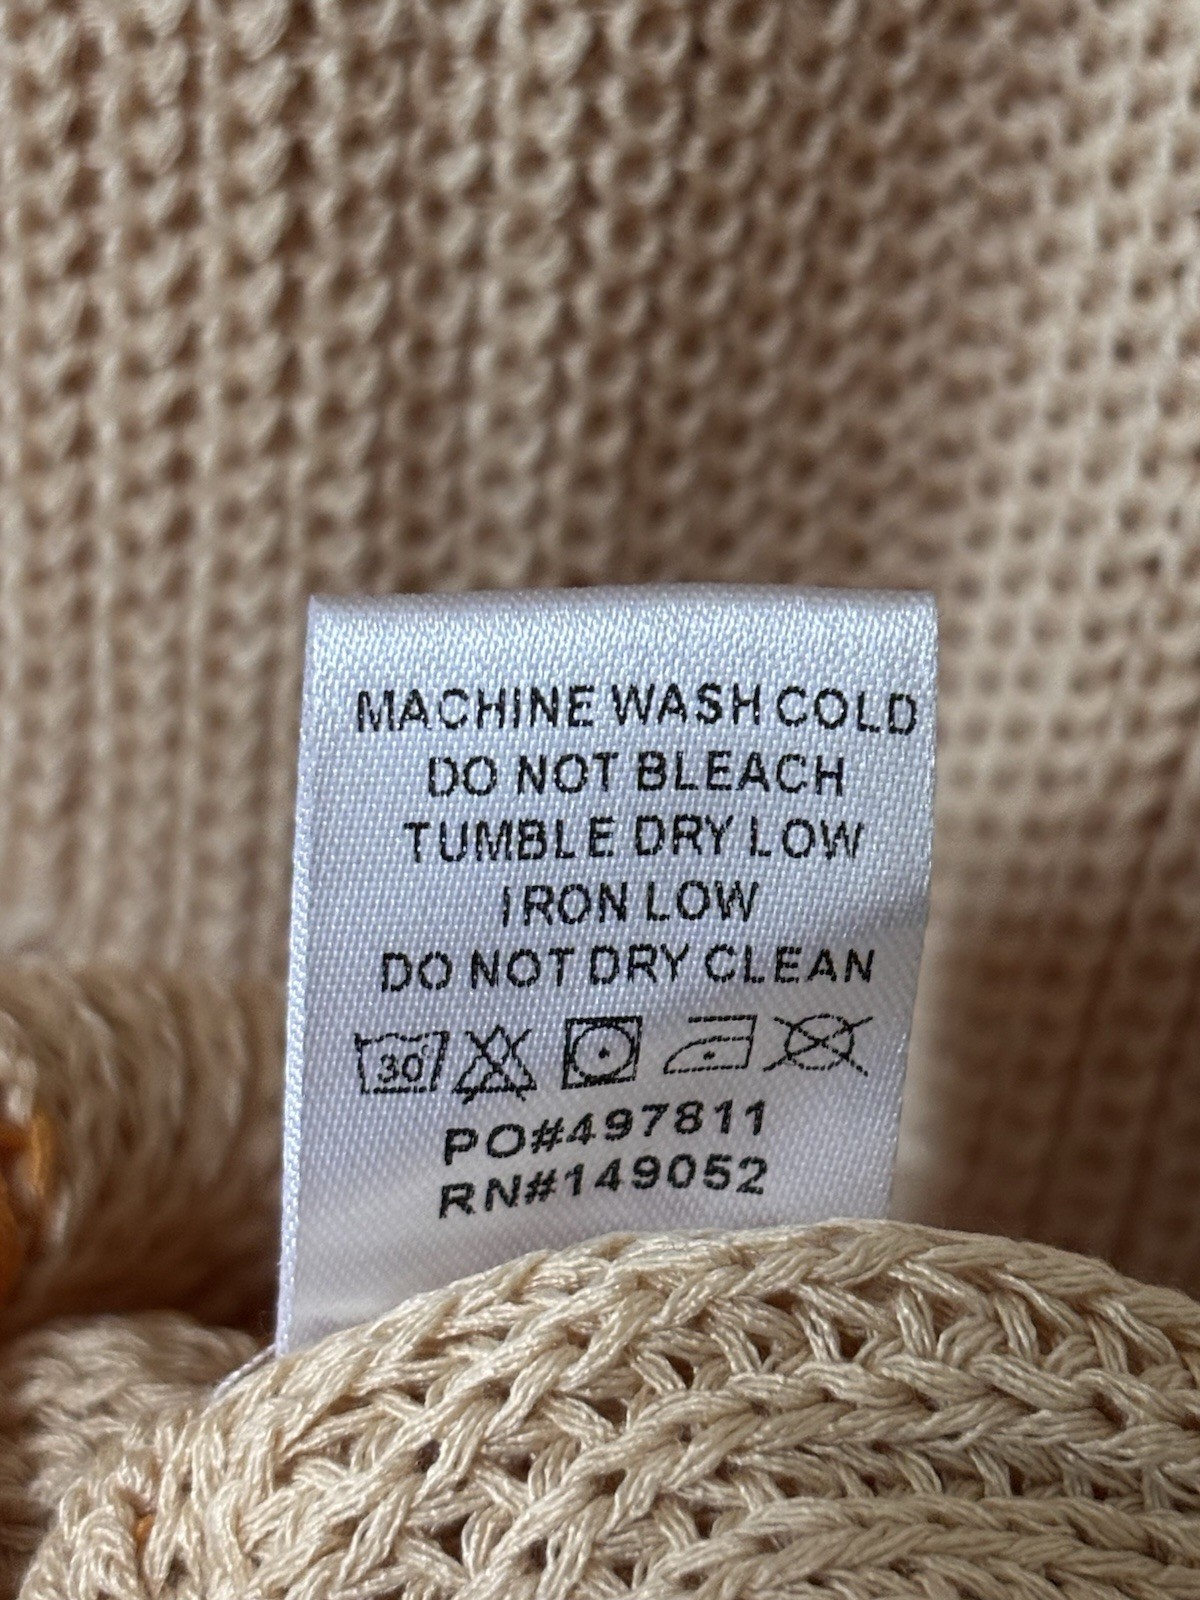 MACHINE WASH COLD
DO NOT BLEACH
TUMBLE DRY LOW
IRON LOW
DO NOT DRY CLEAN
30°
PO#497811
RN#149052